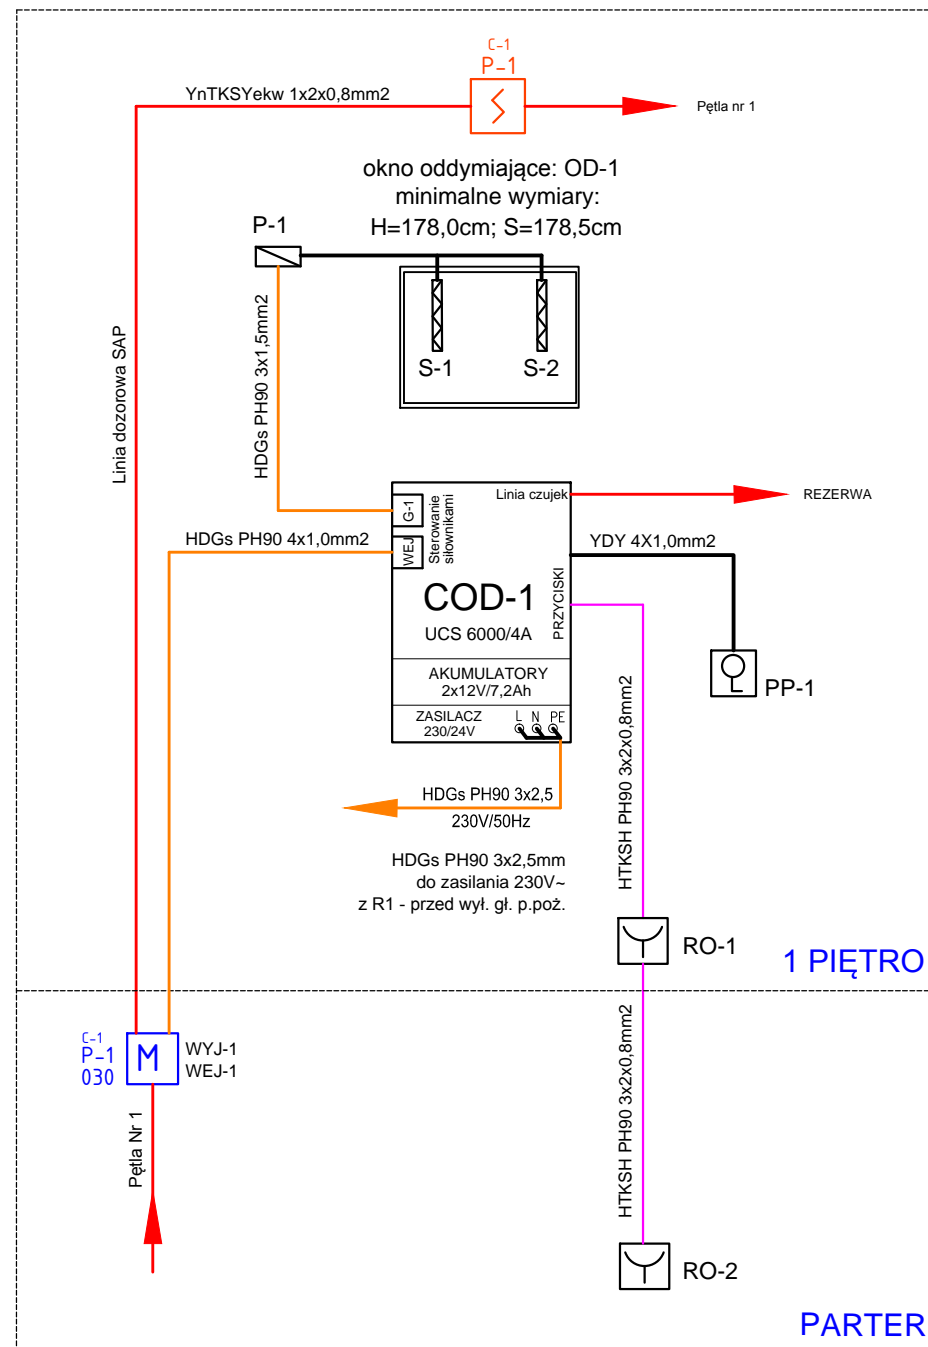 C-1
P-1
YnTKSYekw 1x2x0,8mm2
Pętla nr 1
okno oddymiające: OD-1
minimalne wymiary:
H=178,0cm; S=178,5cm
P-1
S-1
S-2
Linia dozorowa SAP
HDGs PH90 3x1,5mm2
HDGs PH90 4x1,0mm2
G-1
WEJ
Sterowanie
siłownikami
Linia czujek
REZERWA
YDY 4X1,0mm2
COD-1
UCS 6000/4A
PRZYCISKI
AKUMULATORY
2x12V/7,2Ah
ZASILACZ
230/24V
L N PE
PP-1
HDGs PH90 3x2,5
230V/50Hz
HDGs PH90 3x2,5mm
do zasilania 230V~
z R1 - przed wył. gł. p.poż.
HTKSH PH90 3x2x0,8mm2
RO-1
1 PIĘTRO
C-1
P-1
030
M
WYJ-1
WEJ-1
Pętla Nr 1
HTKSH PH90 3x2x0,8mm2
RO-2
PARTER